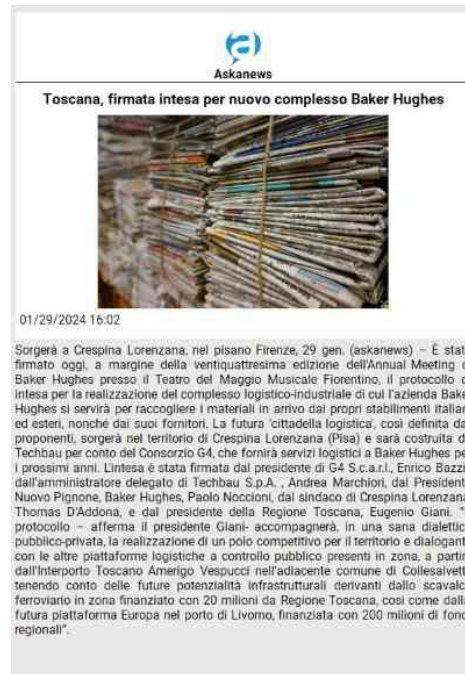 Askanews
Toscana, firmata intesa per nuovo complesso Baker Hughes
01/29/2024 16:02
Sorgerà a Crespina Lorenzana, nel pisano Firenze, 29 gen. (askanews) – È stat
firmato oggi, a margine della ventiquattresima edizione dell'Annual Meeting d
Baker Hughes presso il Teatro del Maggio Musicale Fiorentino, il protocollo d
intesa per la realizzazione del complesso logistico-industriale di cui l'azienda Bake
Hughes si servirà per raccogliere i materiali in arrivo dai propri stabilimenti italian
ed esteri, nonché dai suoi fornitori. La futura 'cittadella logistica', così definita da
proponenti, sorgerà nel territorio di Crespina Lorenzana (Pisa) e sarà costruita d
Techbau per conto del Consorzio G4, che fornirà servizi logistici a Baker Hughes pe
i prossimi anni. L'intesa è stata firmata dal presidente di G4 S.c.a.r.l., Enrico Bazzi
dall'amministratore delegato di Techbau S.p.A. , Andrea Marchiori, dal President
Nuovo Pignone, Baker Hughes, Paolo Noccioni, dal sindaco di Crespina Lorenzana
Thomas D'Addona, e dal presidente della Regione Toscana, Eugenio Giani. "I
protocollo – afferma il presidente Giani- accompagnerà, in una sana dialettic
pubblico-privata, la realizzazione di un polo competitivo per il territorio e dialogant
con le altre piattaforme logistiche a controllo pubblico presenti in zona, a partir
dall'Interporto Toscano Amerigo Vespucci nell'adiacente comune di Collesalvett
tenendo conto delle future potenzialità infrastrutturali derivanti dallo scavalc
ferroviario in zona finanziato con 20 milioni da Regione Toscana, così come dall
futura piattaforma Europa nel porto di Livorno, finanziata con 200 milioni di fond
regionali".